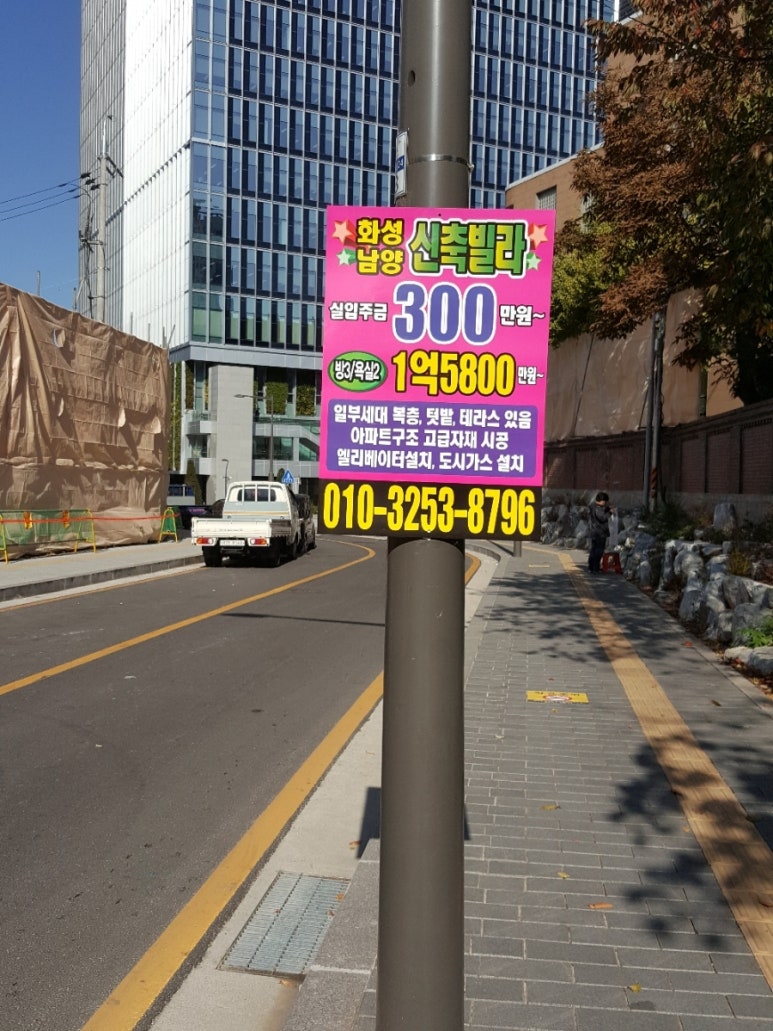 화성 남양 신축빌라
실입주금 300만원~
방3/욕실2 1억5800만원~
일부세대 복층, 텃밭, 테라스 있음
아파트구조 고급자재 시공
엘리베이터설치, 도시가스 설치
010-3253-8796